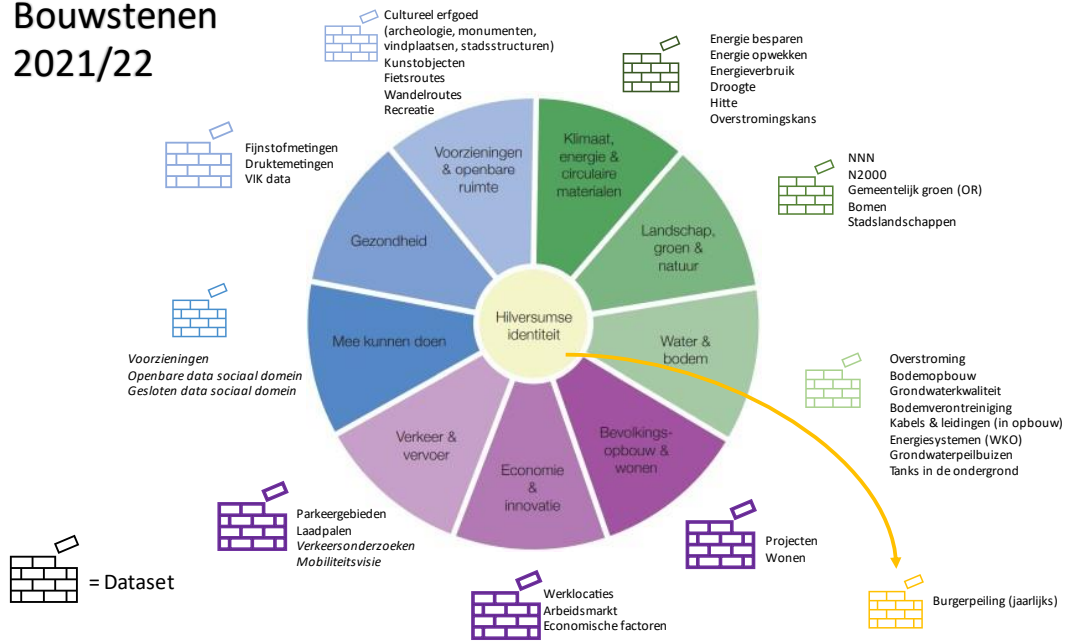 Bouwstenen
2021/22
Cultureel erfgoed
(archeologie, monumenten,
vindplaatsen, stadsstructuren)
Kunstobjecten
Fietsroutes
Wandelroutes
Recreatie
Energie besparen
Energie opwekken
Energieverbruik
Droogte
Hitte
Overstromingskans
Fijnstofmetingen
Druktemetingen
VIK data
NNN
N2000
Gemeentelijk groen (OR)
Bomen
Stadslandschappen
Voorzieningen
& openbare
ruimte
Klimaat,
energie &
circulaire
materialen
Gezondheid
Landschap,
groen &
natuur
Mee kunnen doen
Hilversumse
identiteit
Water &
bodem
Verkeer &
vervoer
Economie
&
innovatie
Bevolkings-
opbouw &
wonen
Voorzieningen
Openbare data sociaal domein
Gesloten data sociaal domein
Overstroming
Bodemopbouw
Grondwaterkwaliteit
Bodemverontreiniging
Kabels & leidingen (in opbouw)
Energiesystemen (WKO)
Grondwaterpeilbuizen
Tanks in de ondergrond
Parkeergebieden
Laadpalen
Verkeersonderzoeken
Mobiliteitsvisie
Projecten
Wonen
= Dataset
Werklocaties
Arbeidsmarkt
Economische factoren
Burgerpeiling (jaarlijks)